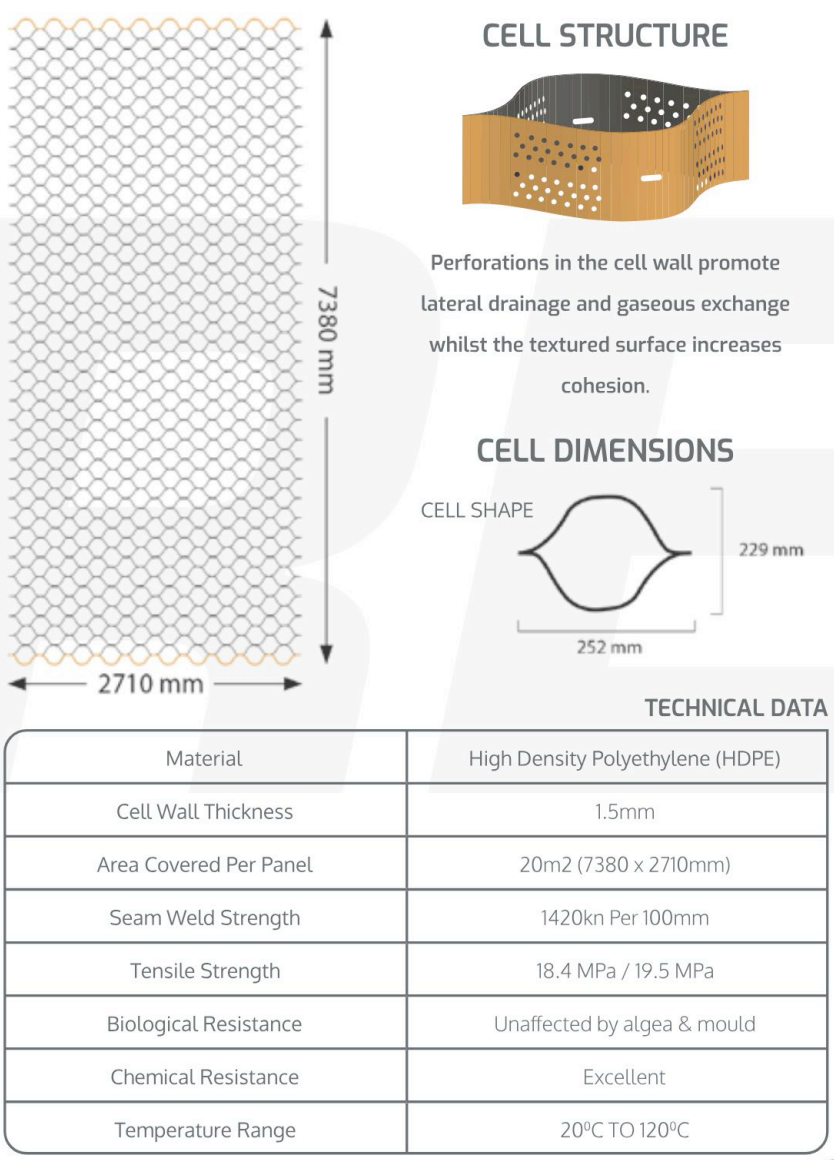 CELL STRUCTURE
Perforations in the cell wall promote
lateral drainage and gaseous exchange
whilst the textured surface increases
cohesion.
7380 mm
2710 mm
CELL DIMENSIONS
CELL SHAPE
229 mm
252 mm
TECHNICAL DATA
Material High Density Polyethylene (HDPE)
Cell Wall Thickness 1.5mm
Area Covered Per Panel 20m2 (7380 x 2710mm)
Seam Weld Strength 1420kn Per 100mm
Tensile Strength 18.4 MPa / 19.5 MPa
Biological Resistance Unaffected by algea & mould
Chemical Resistance Excellent
Temperature Range 20⁰C TO 120⁰C